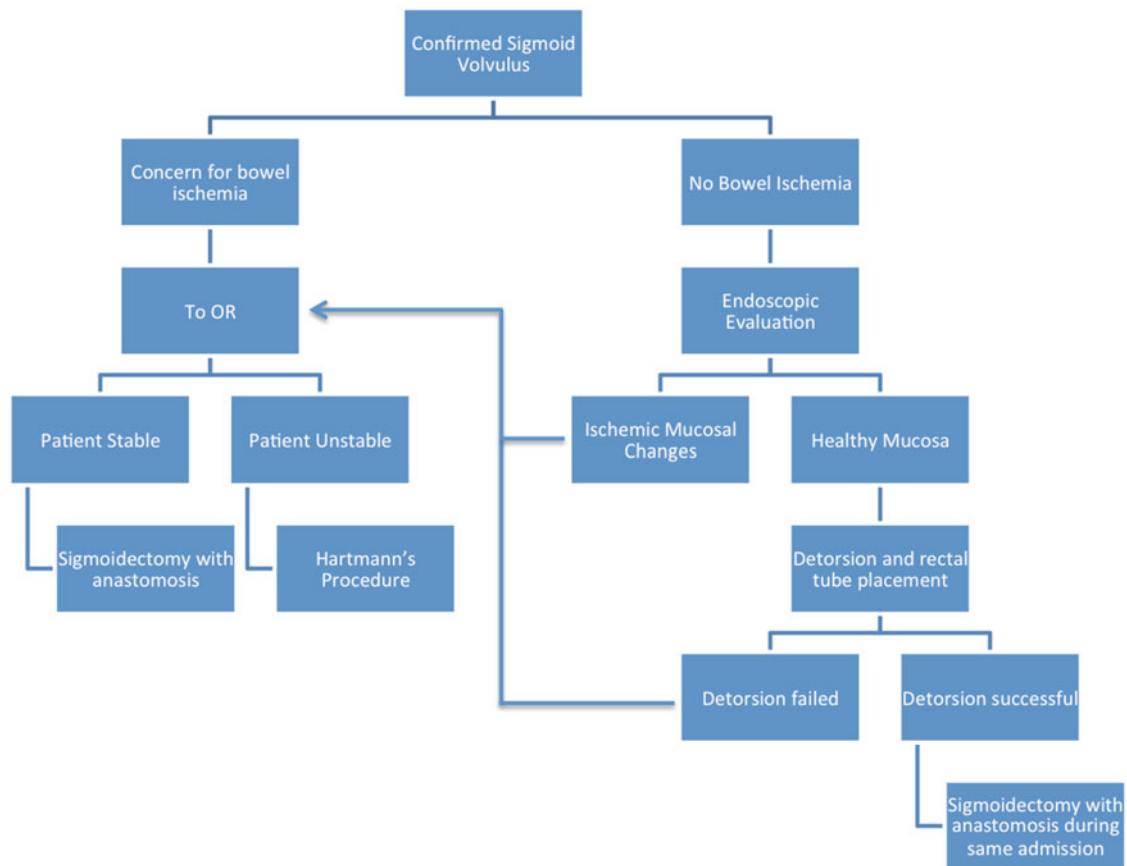 Confirmed Sigmoid
Volvulus
Concern for bowel
ischemia
No Bowel Ischemia
To OR
Endoscopic
Evaluation
Patient Stable
Patient Unstable
Ischemic Mucosal
Changes
Healthy Mucosa
Sigmoidectomy with
anastomosis
Hartmann's
Procedure
Detorsion and rectal
tube placement
Detorsion failed
Detorsion successful
Sigmoidectomy with
anastomosis during
same admission